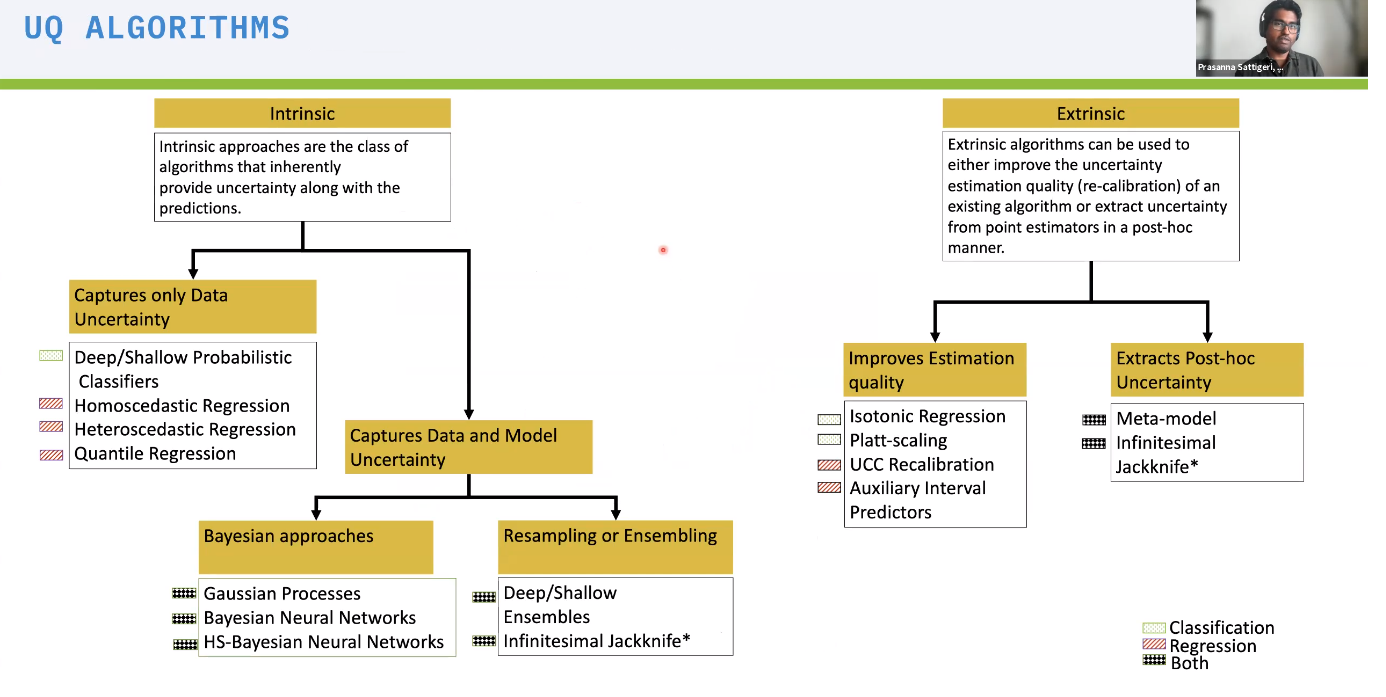 UQ ALGORITHMS
Prasanna Sattigeri, ...
Intrinsic
Intrinsic approaches are the class of
algorithms that inherently
provide uncertainty along with the
predictions.
Captures only Data
Uncertainty
Deep/Shallow Probabilistic
Classifiers
Homoscedastic Regression
Heteroscedastic Regression
Quantile Regression
Captures Data and Model
Uncertainty
Bayesian approaches
Gaussian Processes
Bayesian Neural Networks
HS-Bayesian Neural Networks
Resampling or Ensembling
Deep/Shallow
Ensembles
Infinitesimal Jackknife*
Extrinsic
Extrinsic algorithms can be used to
either improve the uncertainty
estimation quality (re-calibration) of an
existing algorithm or extract uncertainty
from point estimators in a post-hoc
manner.
Improves Estimation
quality
Isotonic Regression
Platt-scaling
UCC Recalibration
Auxiliary Interval
Predictors
Extracts Post-hoc
Uncertainty
Meta-model
Infinitesimal
Jackknife*
Classification
Regression
Both